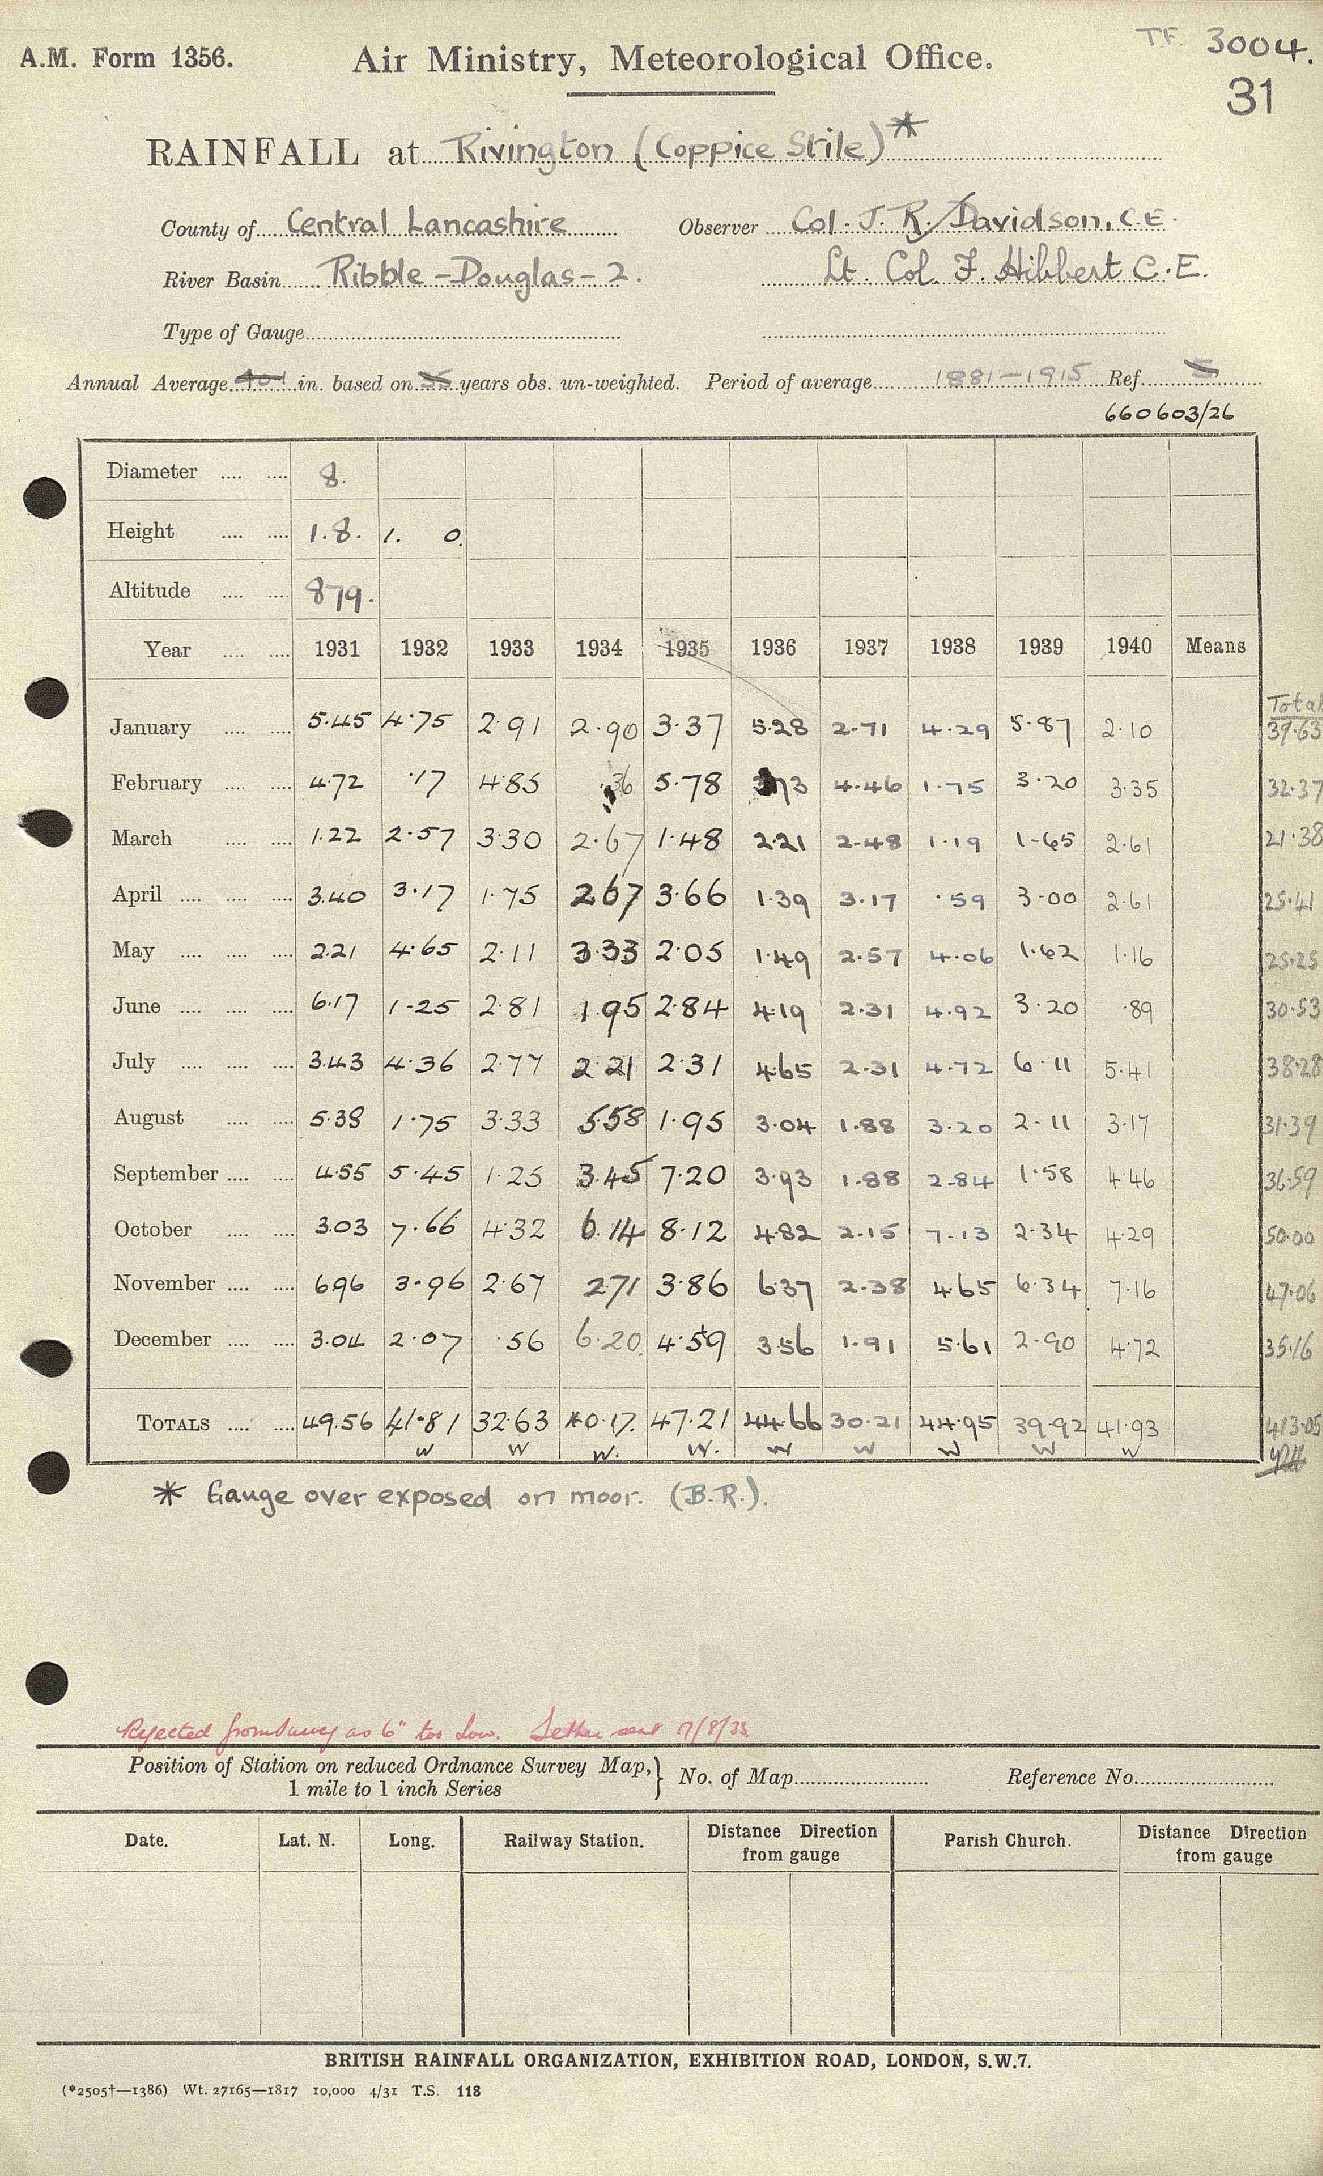 T.F. 3004.
A.M. Form 1356. Air Ministry, Meteorological Office.
31
RAINFALL at Rivington (Coppice Stile)*
County of Central Lancashire Observer Col. J. R. Davidson, C.E.
River Basin Ribble - Douglas - 2. Lt. Col. F. Hibbert C.E.
Type of Gauge
Annual Average in. based on 35 years obs. un-weighted. Period of average 1881-1915 Ref. 5
660603/26
Diameter 8.
Height 1.8. 1. 0.
Altitude 879.
Year 1931 1932 1933 1934 1935 1936 1937 1938 1939 1940 Means
Total
January 5.45 4.75 2.91 2.90 3.37 5.28 2.71 4.29 5.87 2.10 39.63
February 4.72 .17 4.85 .36 5.78 3.73 4.46 1.75 3.20 3.35 32.37
March 1.22 2.57 3.30 2.67 1.48 2.21 2.48 1.19 1.65 2.61 21.38
April 3.40 3.17 1.75 2.67 3.66 1.39 3.17 .59 3.00 2.61 25.41
May 2.21 4.65 2.11 3.33 2.05 1.49 2.57 4.06 1.62 1.16 25.25
June 6.17 1.25 2.81 1.95 2.84 4.19 2.31 4.92 3.20 .89 30.53
July 3.43 4.36 2.77 2.21 2.31 4.65 2.31 4.72 6.11 5.41 38.28
August 5.38 1.75 3.33 5.58 1.95 3.04 1.88 3.20 2.11 3.17 31.39
September 4.55 5.45 1.25 3.45 7.20 3.93 1.88 2.84 1.58 4.46 36.59
October 3.03 7.66 4.32 6.14 8.12 4.82 2.15 7.13 2.34 4.29 50.00
November 6.96 3.96 2.67 2.71 3.86 6.37 2.38 4.65 6.34 7.16 47.06
December 3.04 2.07 .56 6.20 4.59 3.56 1.91 5.61 2.90 4.72 35.16
TOTALS 49.56 41.81 32.63 40.17 47.21 44.66 30.21 44.95 39.92 41.93 413.05
W W W. W. W W W W W
* Gauge over exposed on moor. (B.R.).
Rejected from Survey as 6" too low. Letter sent 7/8/33
Position of Station on reduced Ordnance Survey Map, } No. of Map Reference No.
1 mile to 1 inch Series
Date. Lat. N. Long. Railway Station. Distance Direction from gauge Parish Church. Distance Direction from gauge
BRITISH RAINFALL ORGANIZATION, EXHIBITION ROAD, LONDON, S.W.7.
(*2505†—1386) Wt. 27165—1817 10,000 4/31 T.S. 118